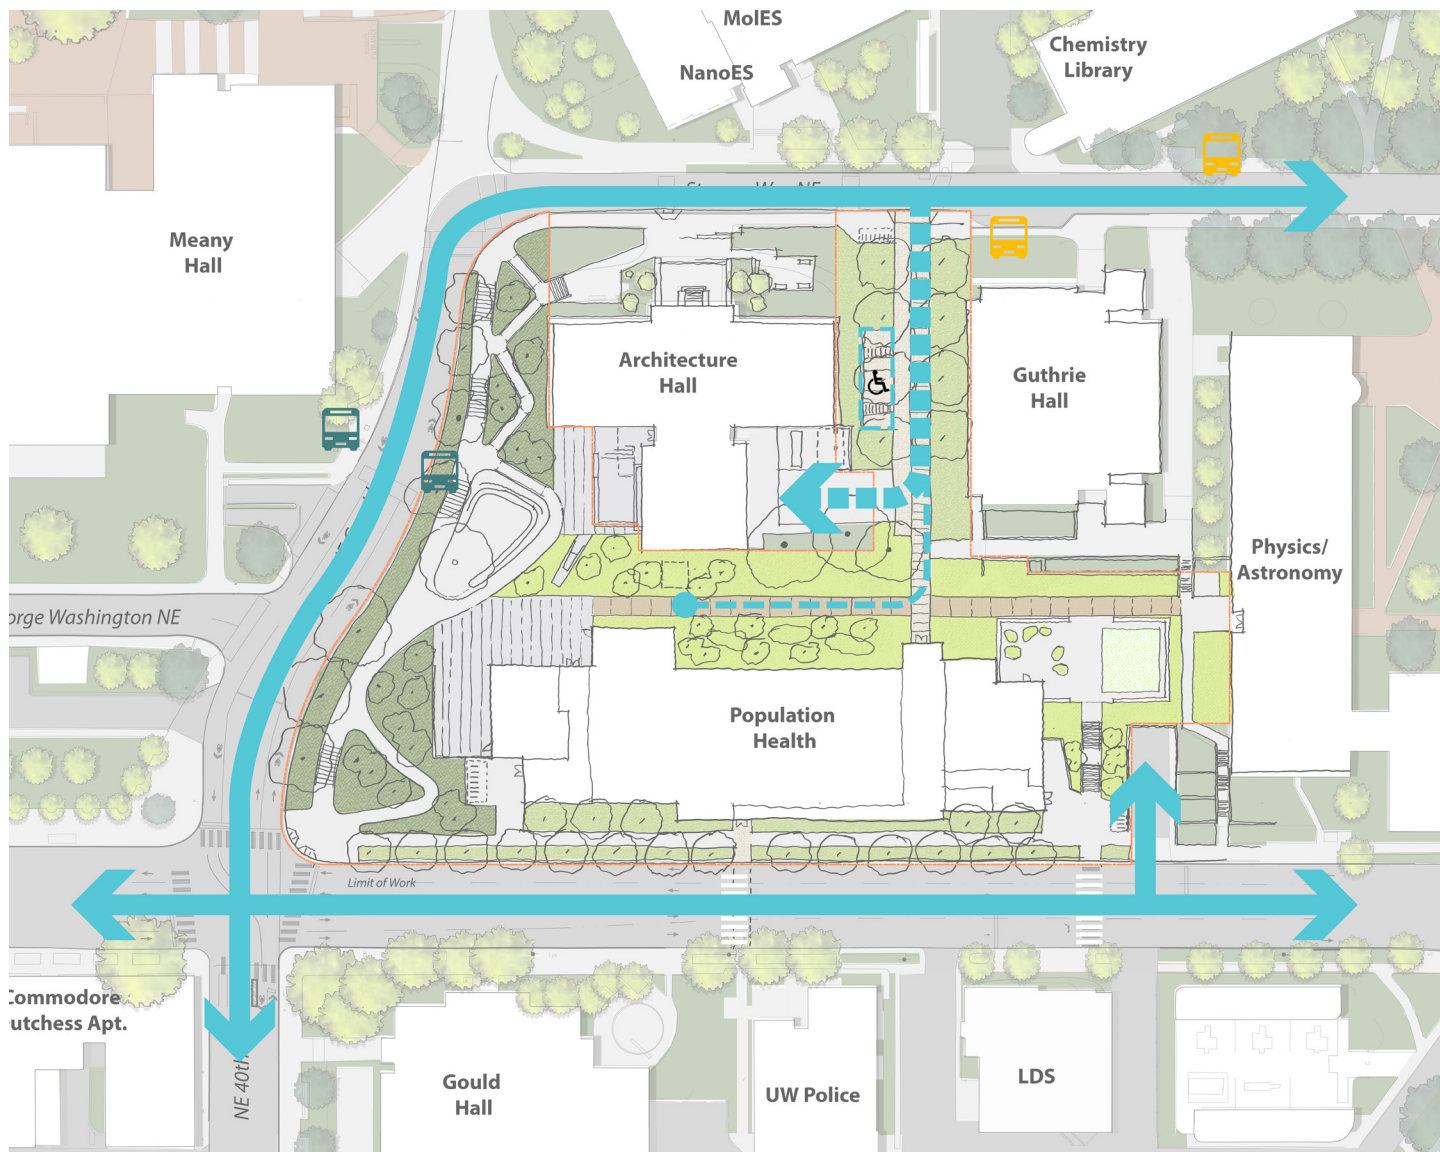 MolES
NanoES
Chemistry
Library
Meany
Hall
Architecture
Hall
Guthrie
Hall
Physics/
Astronomy
orge Washington NE
Population
Health
Limit of Work
Commodore
utchess Apt.
NE 40th
Gould
Hall
UW Police
LDS